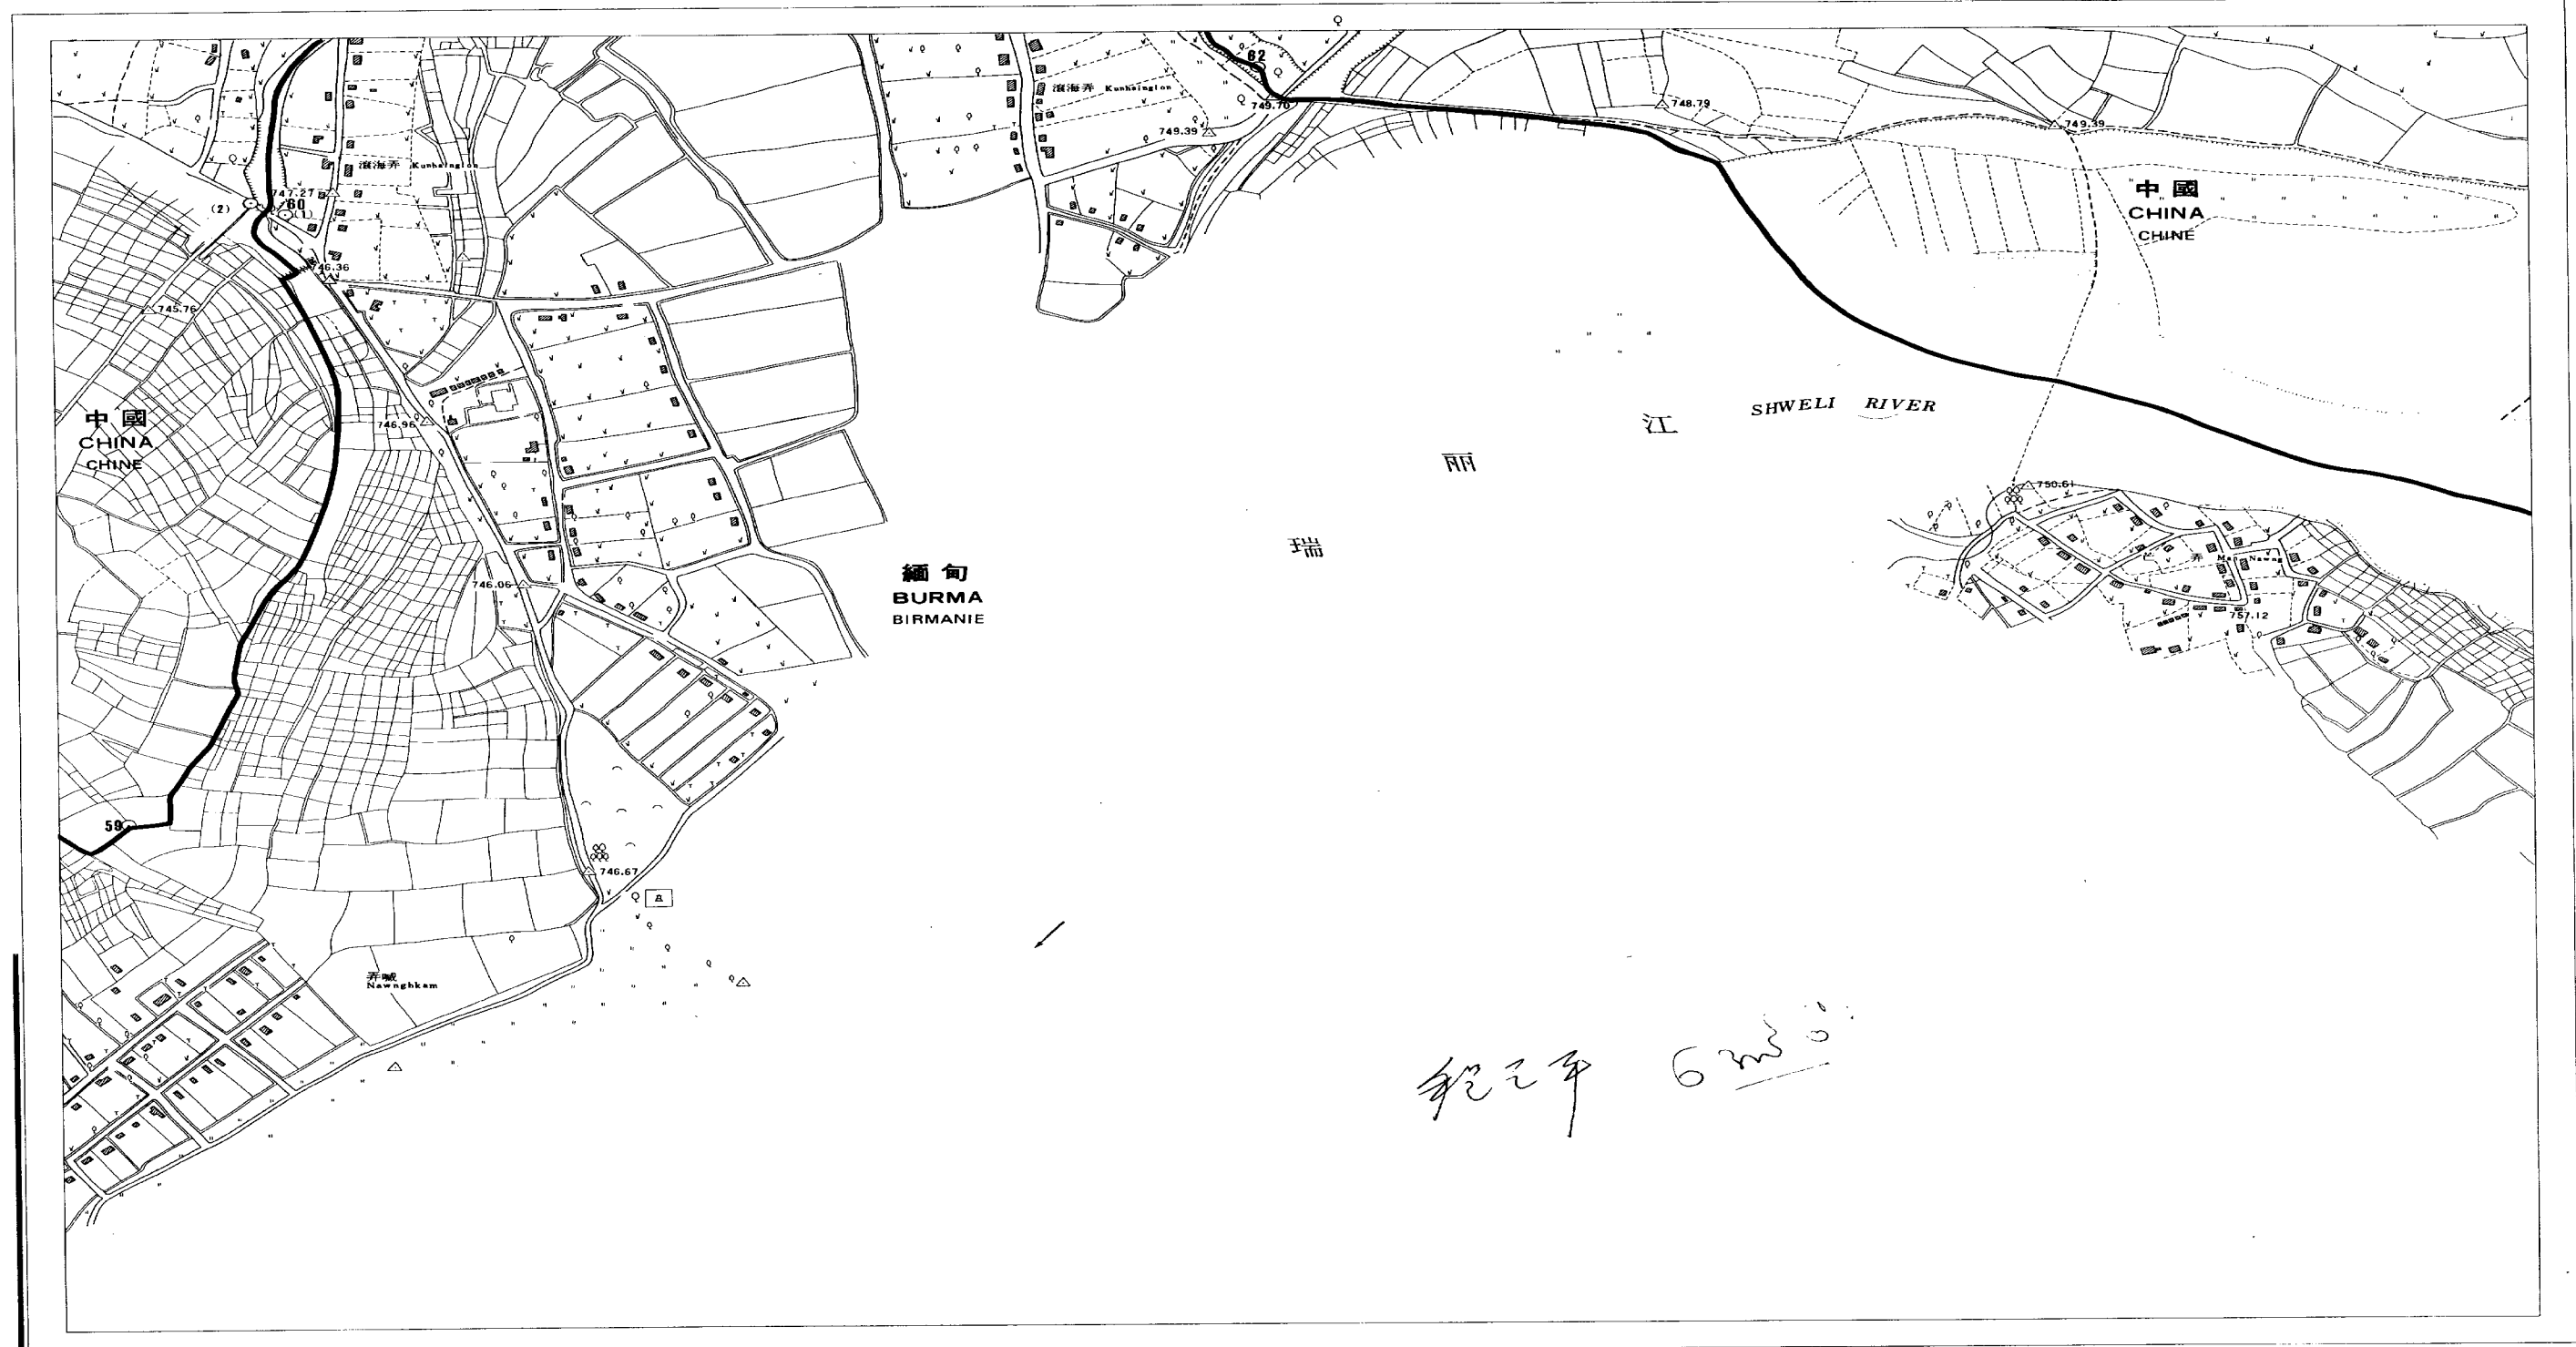 62
滾海弄 Kunhainglon
749.70
749.39
748.79
749.39
滾海弄 Kunhainglon
747.27
60
(2)
(1)
中國
CHINA
CHINE
746.36
745.76
中國
CHINA
CHINE
746.96
江
SHWELI RIVER
丽
瑞
750.61
緬甸
BURMA
BIRMANIE
746.06
弄 Man Nawng
757.12
59
746.67
弄喊
Nawnghkam